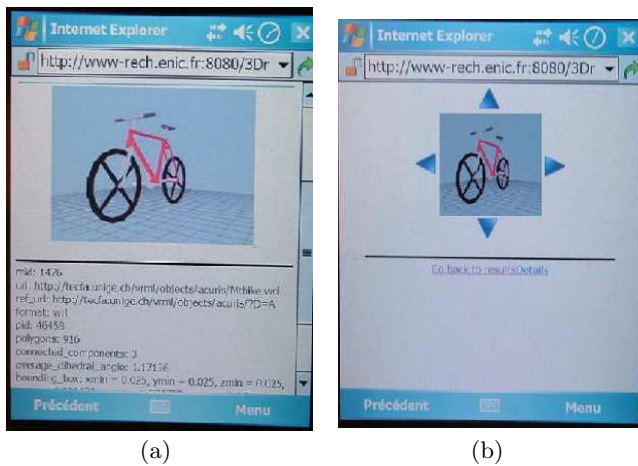 Internet Explorer
http://www-rech.enic.fr:8080/3Dr
mid: 1476
url: http://tecfa.unige.ch/vrml/objects/acuris/Mtbike.wrl
ref_url: http://tecfa.unige.ch/vrml/objects/acuris/?D=A
format: wrl
pid: 46458
polygons: 916
connected_components: 3
average_dihedral_angle: 1.17136
bounding_box: xmin = 0.025, ymin = 0.025, zmin = 0.025,
Précédent Menu
(a)
Internet Explorer
http://www-rech.enic.fr:8080/3Dr
Go back to resultsDetails
Précédent Menu
(b)